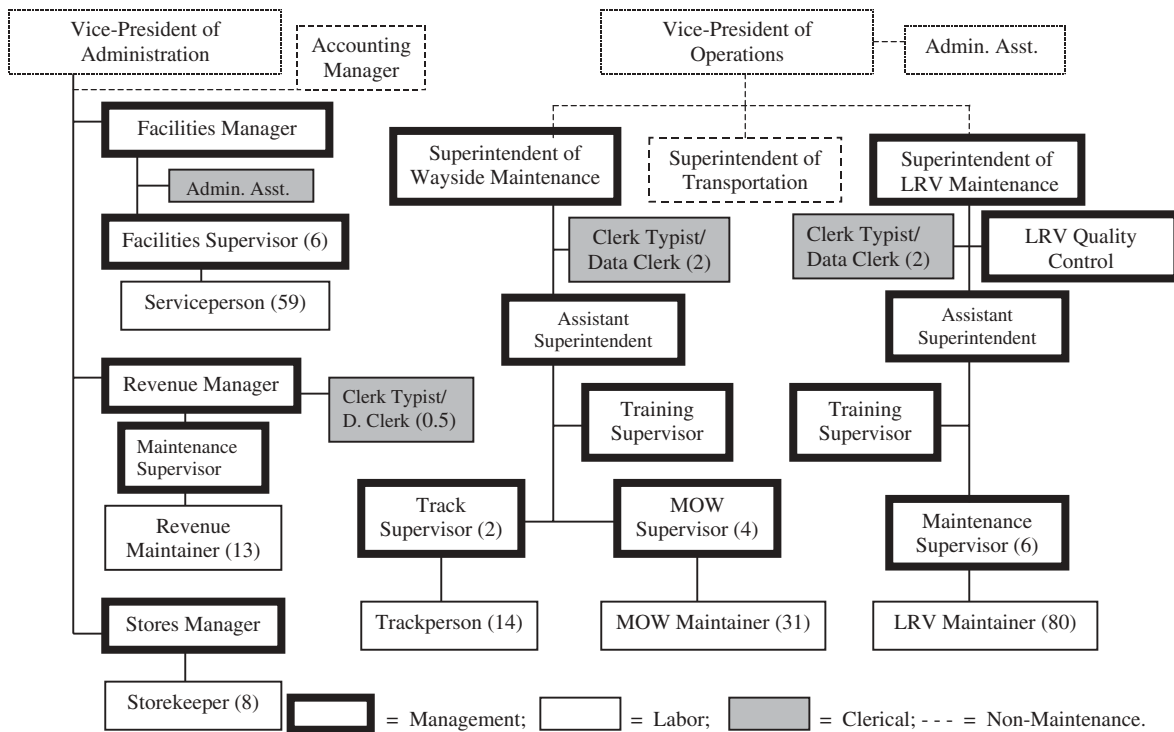 Vice-President of
Administration
Accounting
Manager
Vice-President of
Operations
Admin. Asst.
Facilities Manager
Admin. Asst.
Facilities Supervisor (6)
Serviceperson (59)
Revenue Manager
Clerk Typist/
D. Clerk (0.5)
Maintenance
Supervisor
Revenue
Maintainer (13)
Stores Manager
Storekeeper (8)
Superintendent of
Wayside Maintenance
Superintendent of
Transportation
Superintendent of
LRV Maintenance
Clerk Typist/
Data Clerk (2)
Clerk Typist/
Data Clerk (2)
LRV Quality
Control
Assistant
Superintendent
Assistant
Superintendent
Training
Supervisor
Training
Supervisor
Track
Supervisor (2)
MOW
Supervisor (4)
Maintenance
Supervisor (6)
Trackperson (14)
MOW Maintainer (31)
LRV Maintainer (80)
= Management; = Labor; = Clerical; - - - = Non-Maintenance.